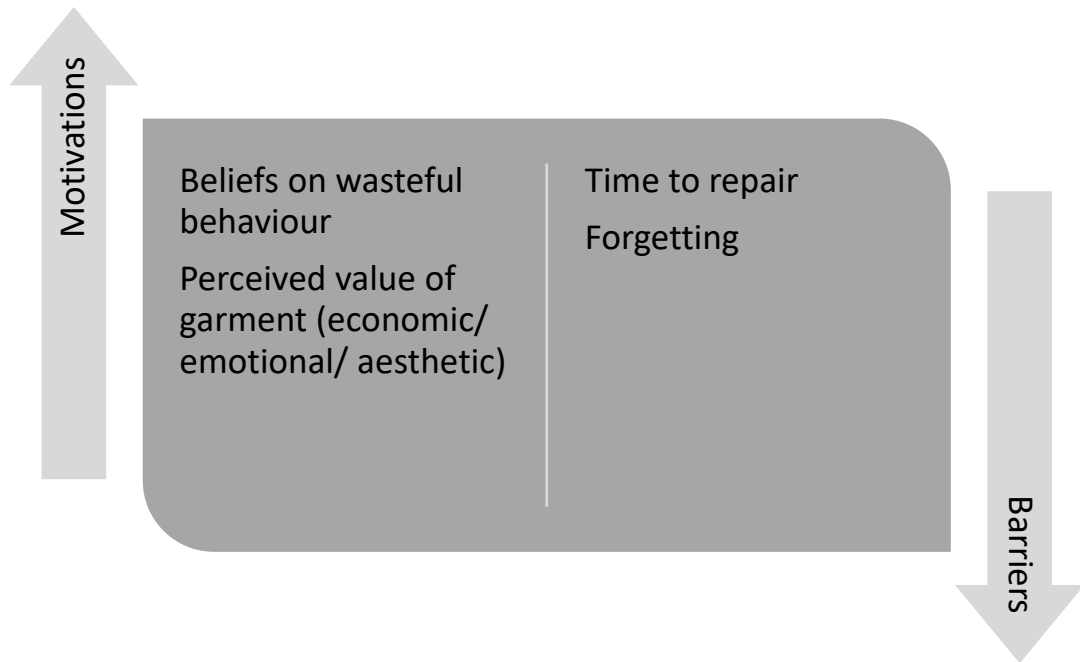 Motivations
Beliefs on wasteful
behaviour
Perceived value of
garment (economic/
emotional/ aesthetic)
Time to repair
Forgetting
Barriers